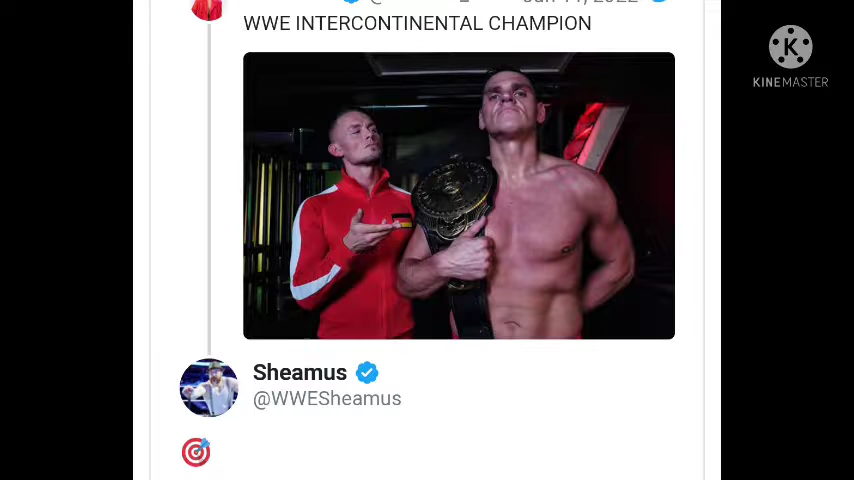 WWE INTERCONTINENTAL CHAMPION
K
KINEMASTER
Sheamus
@WWESheamus